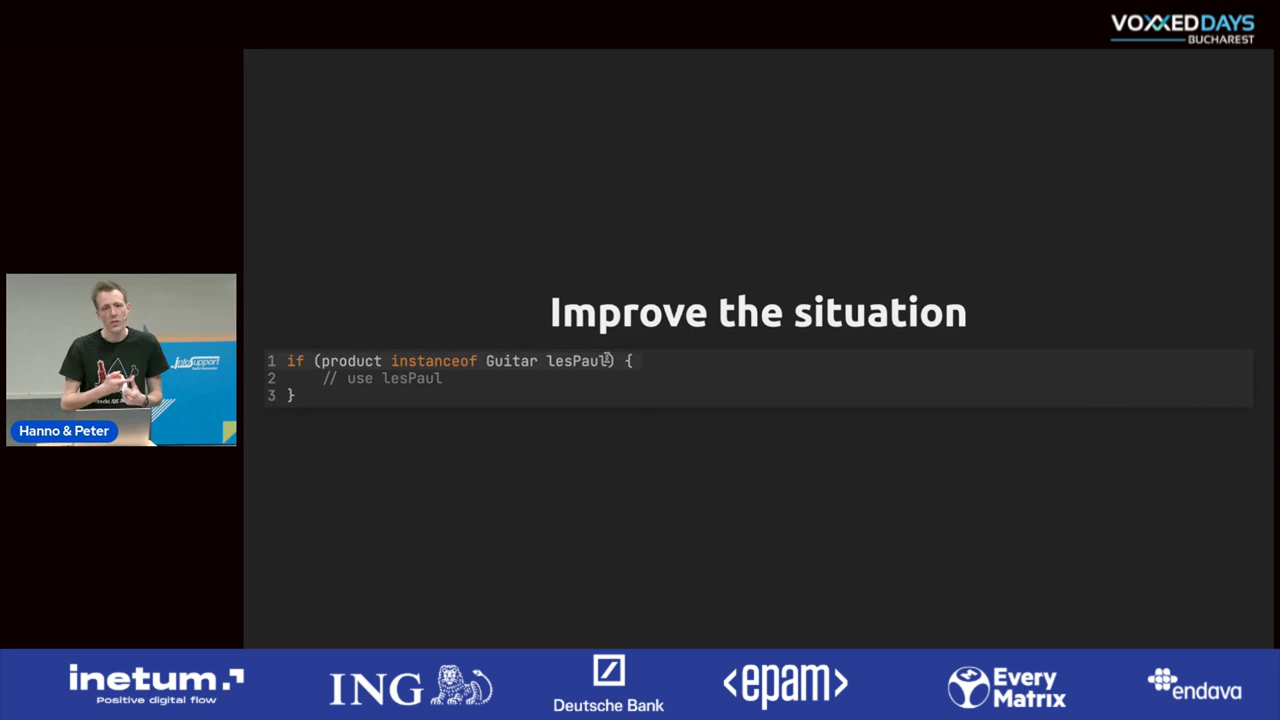 VOXXEDDAYS
BUCHAREST
Improve the situation
1 if (product instanceof Guitar lesPaul) {
2 // use lesPaul
3 }
infoSupport
Hanno & Peter
inetum.
Positive digital flow
ING
Deutsche Bank
<epam>
Every
Matrix
endava